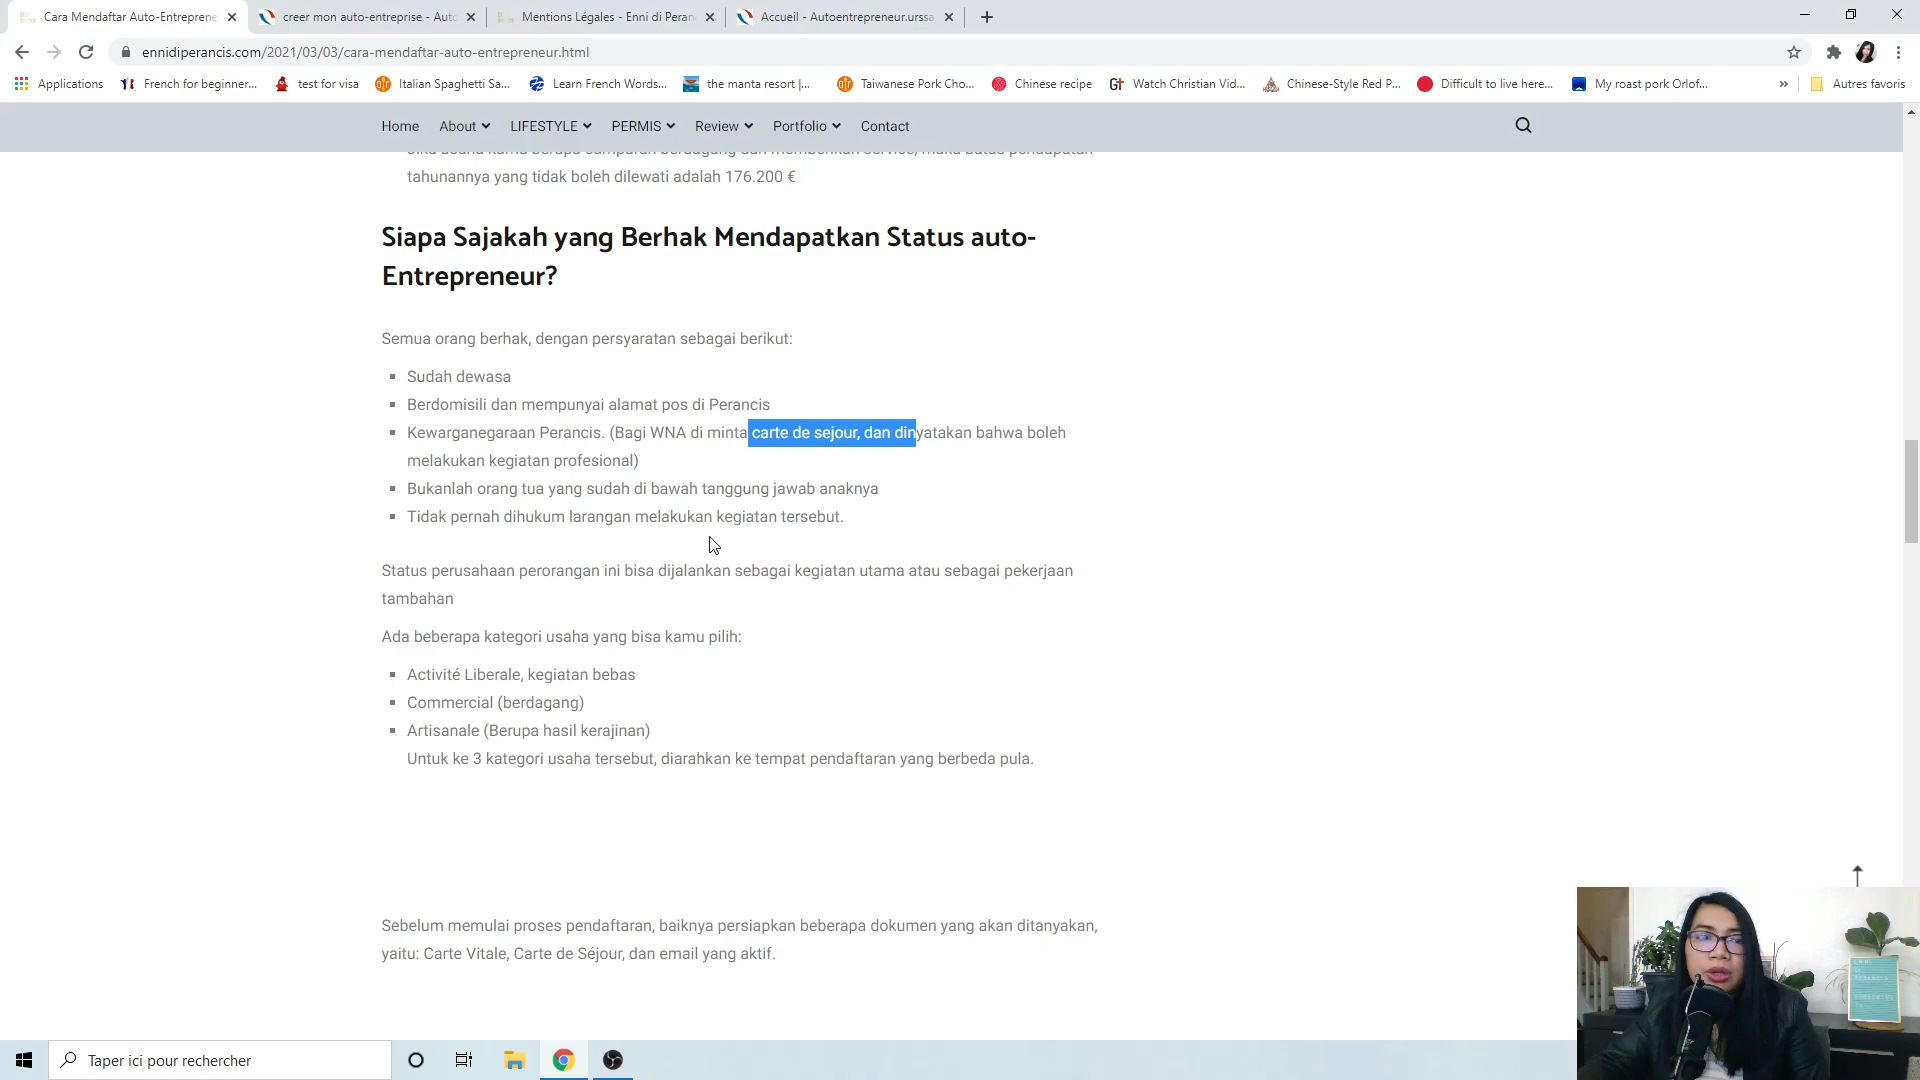 Cara Mendaftar Auto-Entreprene
creer mon auto-entreprise - Auto
Mentions Légales - Enni di Peran
Accueil - Autoentrepreneur.urssa
ennidiperancis.com/2021/03/03/cara-mendaftar-auto-entrepreneur.html
Applications
French for beginner...
test for visa
Italian Spaghetti Sa...
Learn French Words...
the manta resort |...
Taiwanese Pork Cho...
Chinese recipe
Watch Christian Vid...
Chinese-Style Red P...
Difficult to live here...
My roast pork Orlof...
»
Autres favoris
Home
About
LIFESTYLE
PERMIS
Review
Portfolio
Contact
tahunannya yang tidak boleh dilewati adalah 176.200 €
Siapa Sajakah yang Berhak Mendapatkan Status auto-
Entrepreneur?
Semua orang berhak, dengan persyaratan sebagai berikut:
Sudah dewasa
Berdomisili dan mempunyai alamat pos di Perancis
Kewarganegaraan Perancis. (Bagi WNA di minta carte de sejour, dan dinyatakan bahwa boleh
melakukan kegiatan profesional)
Bukanlah orang tua yang sudah di bawah tanggung jawab anaknya
Tidak pernah dihukum larangan melakukan kegiatan tersebut.
Status perusahaan perorangan ini bisa dijalankan sebagai kegiatan utama atau sebagai pekerjaan
tambahan
Ada beberapa kategori usaha yang bisa kamu pilih:
Activité Liberale, kegiatan bebas
Commercial (berdagang)
Artisanale (Berupa hasil kerajinan)
Untuk ke 3 kategori usaha tersebut, diarahkan ke tempat pendaftaran yang berbeda pula.
Sebelum memulai proses pendaftaran, baiknya persiapkan beberapa dokumen yang akan ditanyakan,
yaitu: Carte Vitale, Carte de Séjour, dan email yang aktif.
Taper ici pour rechercher